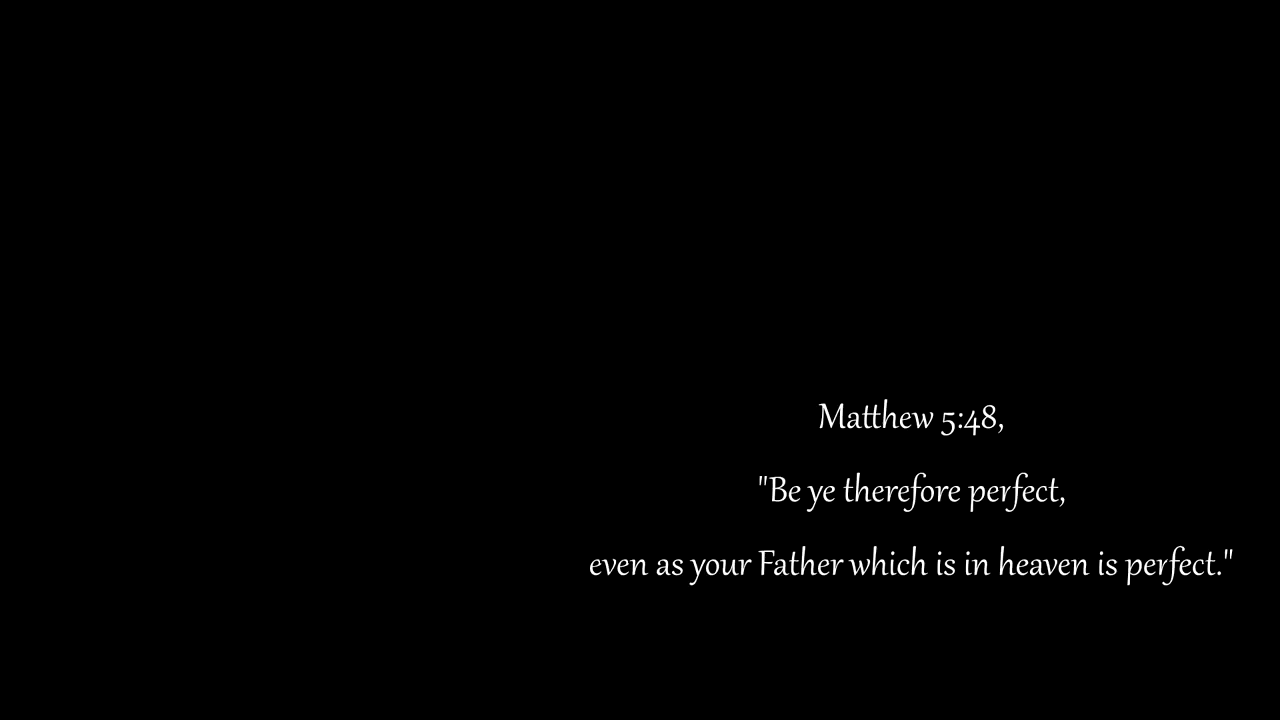 Matthew 5:48,
"Be ye therefore perfect,
even as your Father which is in heaven is perfect."